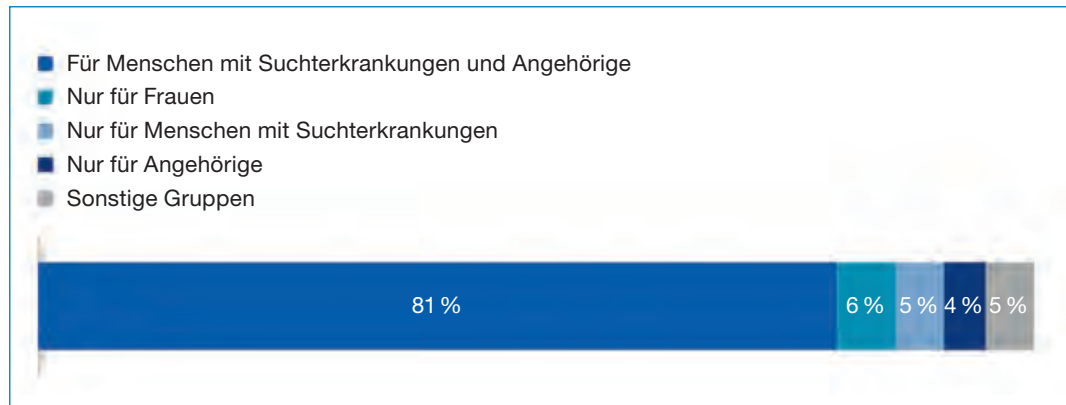 Für Menschen mit Suchterkrankungen und Angehörige
Nur für Frauen
Nur für Menschen mit Suchterkrankungen
Nur für Angehörige
Sonstige Gruppen
81 % 6 % 5 % 4 % 5 %